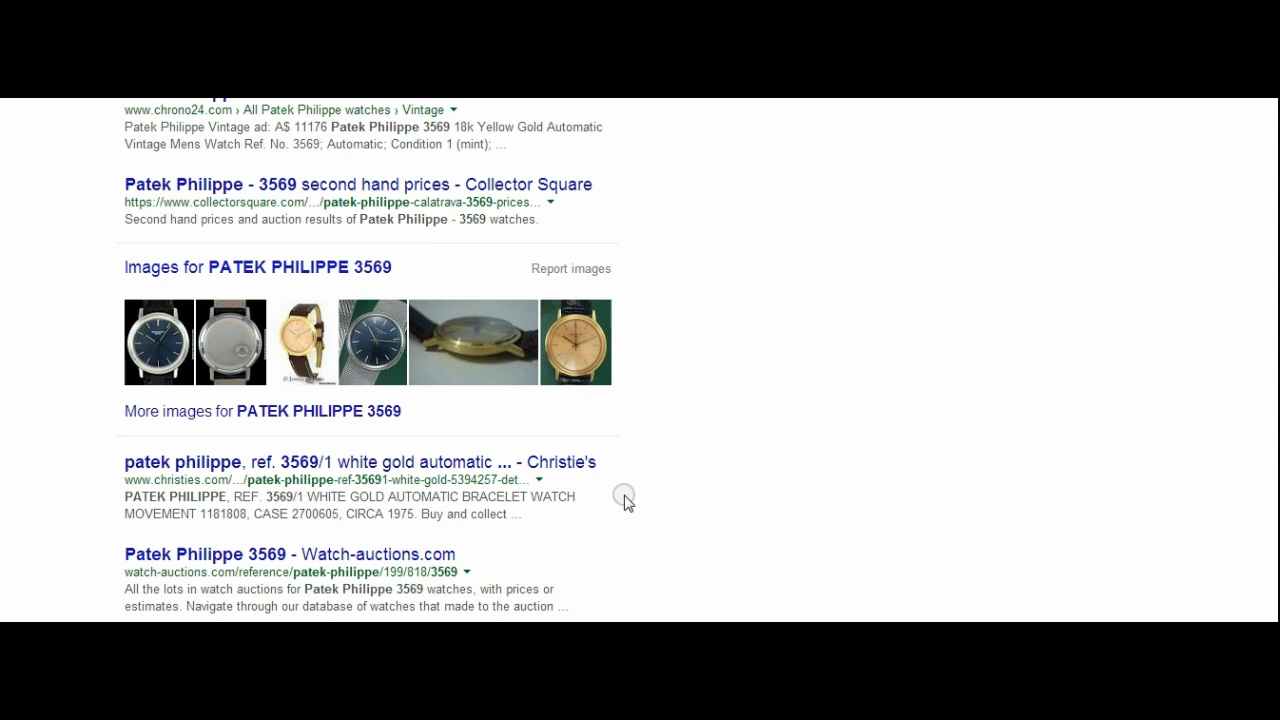 www.chrono24.com › All Patek Philippe watches › Vintage
Patek Philippe Vintage ad: A$ 11176 Patek Philippe 3569 18k Yellow Gold Automatic
Vintage Mens Watch Ref. No. 3569; Automatic; Condition 1 (mint); ...
Patek Philippe - 3569 second hand prices - Collector Square
https://www.collectorsquare.com/.../patek-philippe-calatrava-3569-prices...
Second hand prices and auction results of Patek Philippe - 3569 watches.
Images for PATEK PHILIPPE 3569
Report images
More images for PATEK PHILIPPE 3569
patek philippe, ref. 3569/1 white gold automatic ... - Christie's
www.christies.com/.../patek-philippe-ref-35691-white-gold-5394257-det...
PATEK PHILIPPE, REF. 3569/1 WHITE GOLD AUTOMATIC BRACELET WATCH
MOVEMENT 1181808, CASE 2700605, CIRCA 1975. Buy and collect ...
Patek Philippe 3569 - Watch-auctions.com
watch-auctions.com/reference/patek-philippe/199/818/3569
All the lots in watch auctions for Patek Philippe 3569 watches, with prices or
estimates. Navigate through our database of watches that made to the auction ...